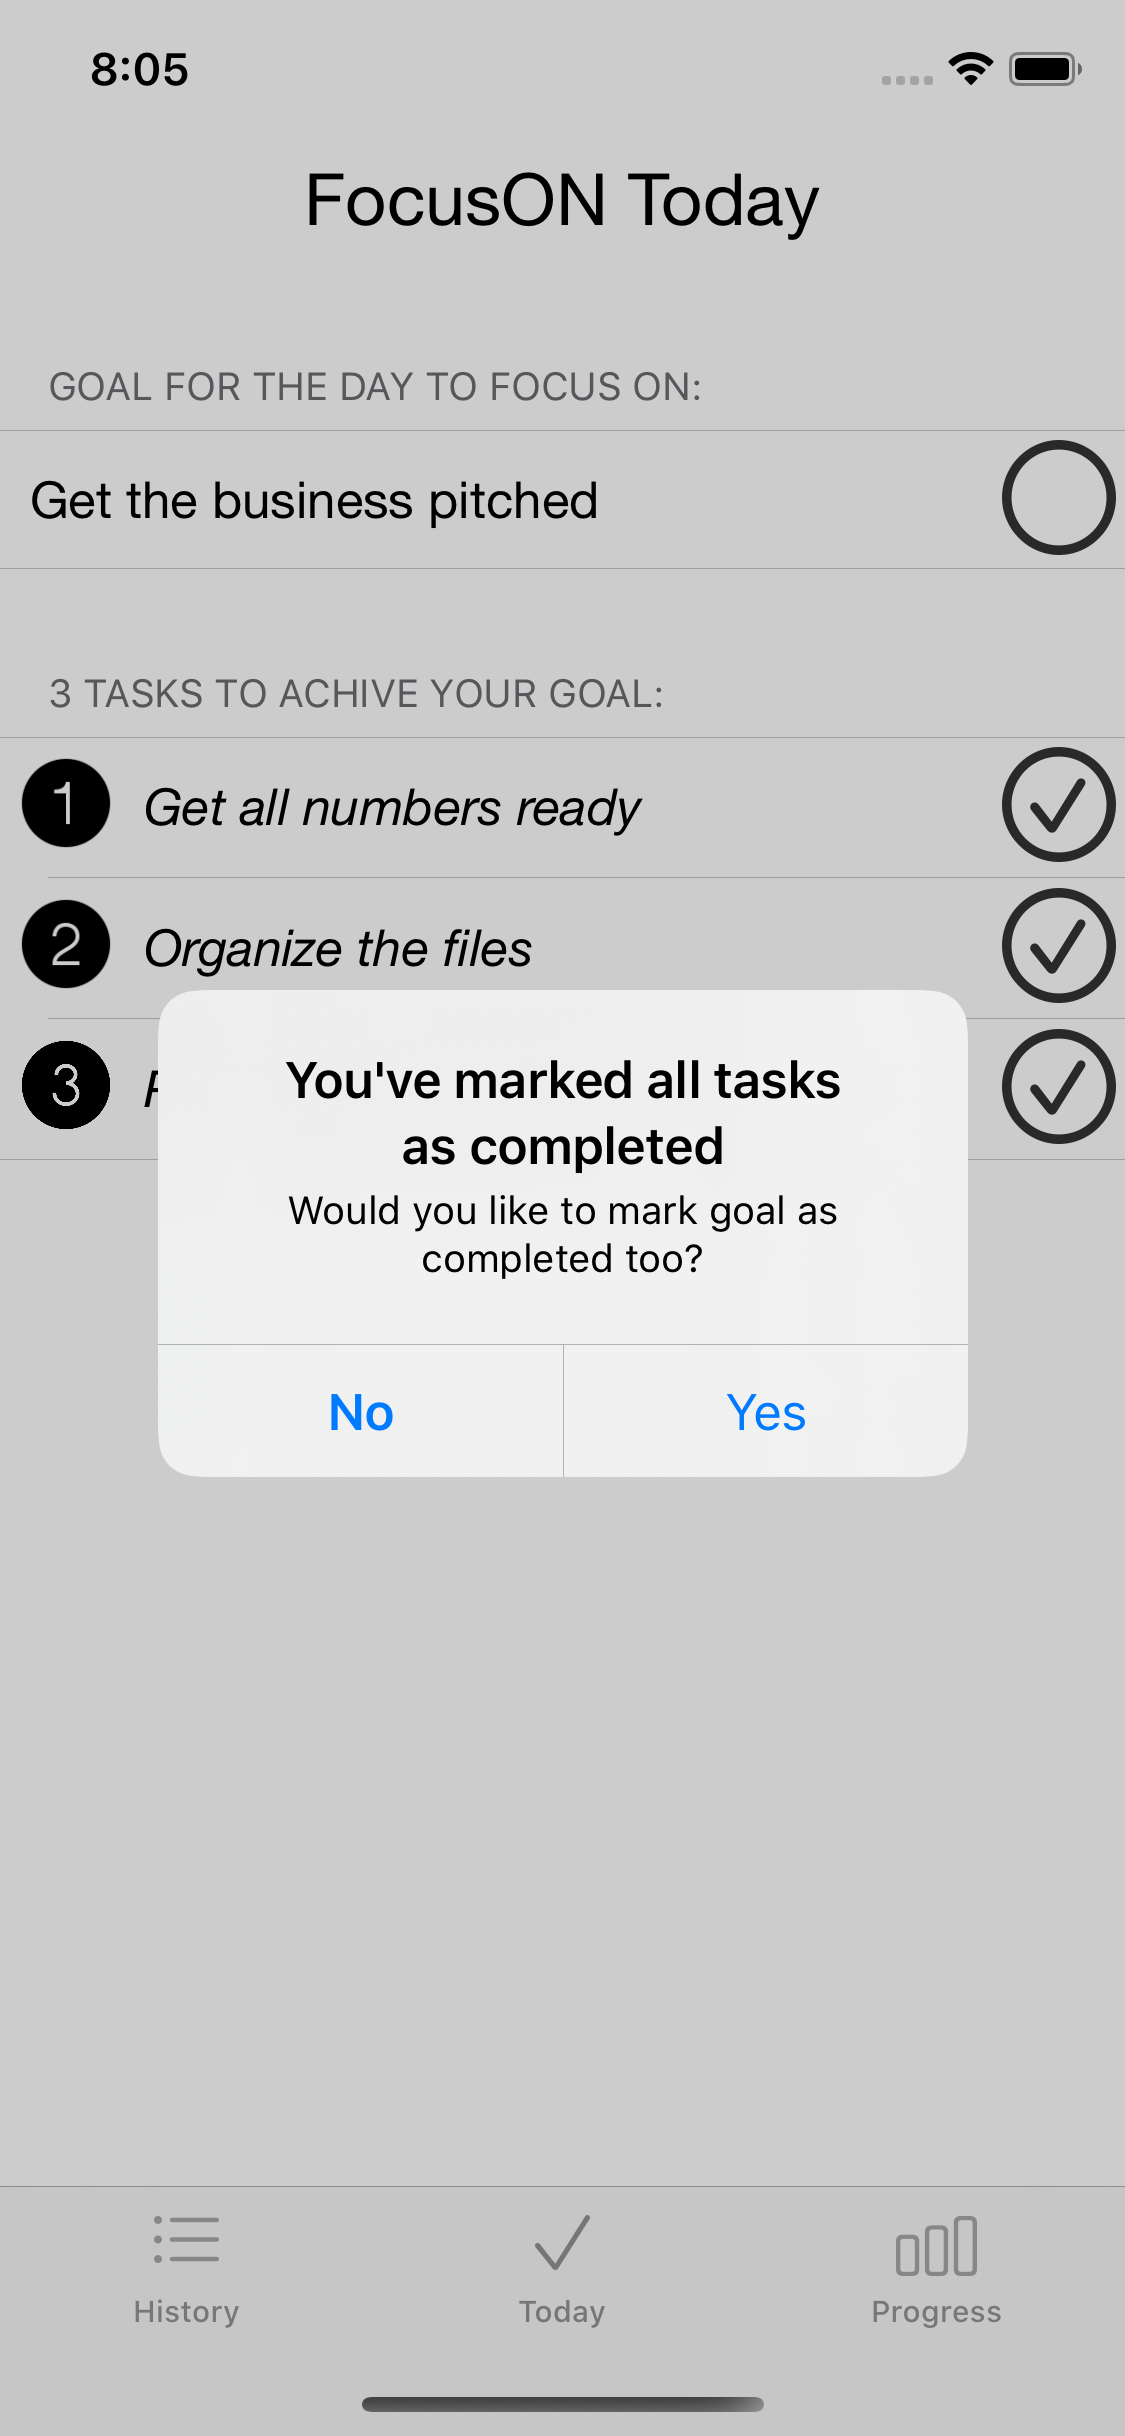 8:05
FocusON Today
GOAL FOR THE DAY TO FOCUS ON:
Get the business pitched
3 TASKS TO ACHIVE YOUR GOAL:
1 Get all numbers ready
2 Organize the files
3
You've marked all tasks
as completed
Would you like to mark goal as
completed too?
No Yes
History Today Progress